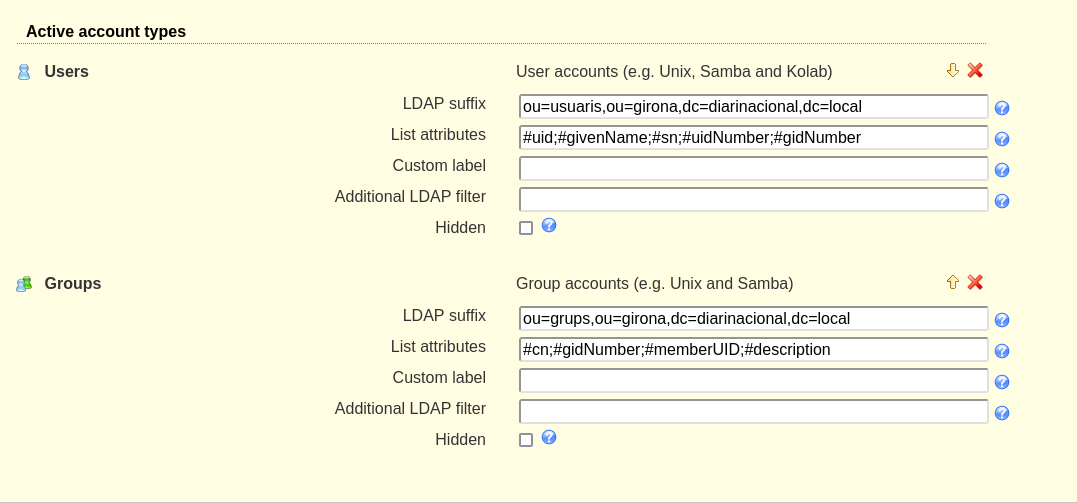 Active account types
Users User accounts (e.g. Unix, Samba and Kolab)
LDAP suffix ou=usuaris,ou=girona,dc=diarinacional,dc=local
List attributes #uid;#givenName;#sn;#uidNumber;#gidNumber
Custom label
Additional LDAP filter
Hidden
Groups Group accounts (e.g. Unix and Samba)
LDAP suffix ou=grups,ou=girona,dc=diarinacional,dc=local
List attributes #cn;#gidNumber;#memberUID;#description
Custom label
Additional LDAP filter
Hidden